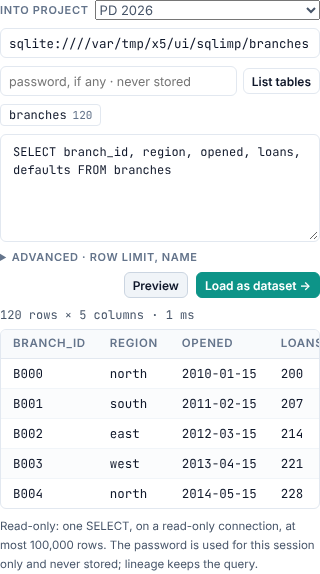 INTO PROJECT PD 2026
sqlite:////var/tmp/x5/ui/sqlimp/branches
password, if any · never stored
List tables
branches 120
SELECT branch_id, region, opened, loans,
defaults FROM branches
▶ ADVANCED · ROW LIMIT, NAME
Preview
Load as dataset →
120 rows × 5 columns · 1 ms
BRANCH_ID REGION OPENED LOANS
B000 north 2010-01-15 200
B001 south 2011-02-15 207
B002 east 2012-03-15 214
B003 west 2013-04-15 221
B004 north 2014-05-15 228
Read-only: one SELECT, on a read-only connection, at
most 100,000 rows. The password is used for this session
only and never stored; lineage keeps the query.